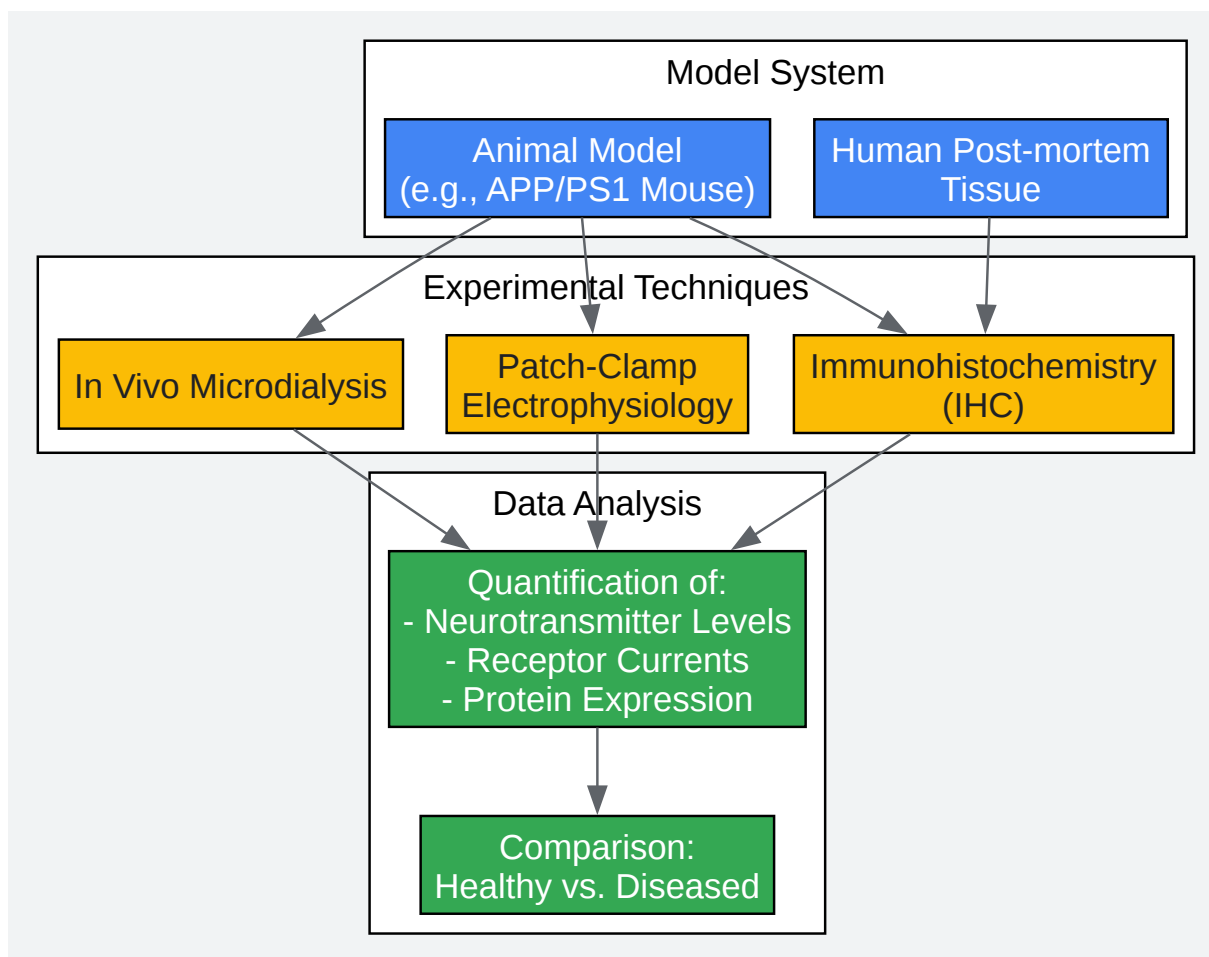 Model System
Animal Model
(e.g., APP/PS1 Mouse)
Human Post-mortem
Tissue
Experimental Techniques
In Vivo Microdialysis
Patch-Clamp
Electrophysiology
Immunohistochemistry
(IHC)
Data Analysis
Quantification of:
- Neurotransmitter Levels
- Receptor Currents
- Protein Expression
Comparison:
Healthy vs. Diseased